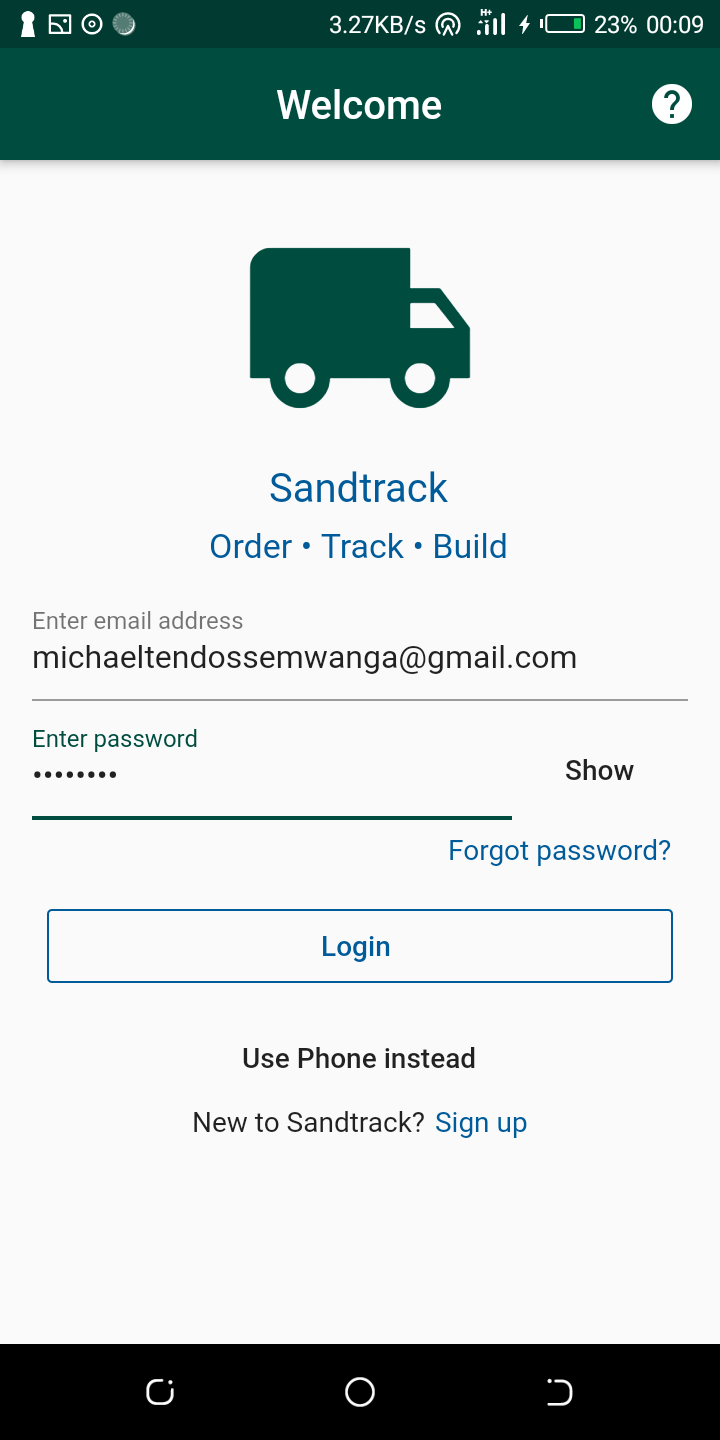 3.27KB/s H+ 23% 00:09
Welcome
Sandtrack
Order • Track • Build
Enter email address
michaeltendossemwanga@gmail.com
Enter password
••••••••
Show
Forgot password?
Login
Use Phone instead
New to Sandtrack? Sign up